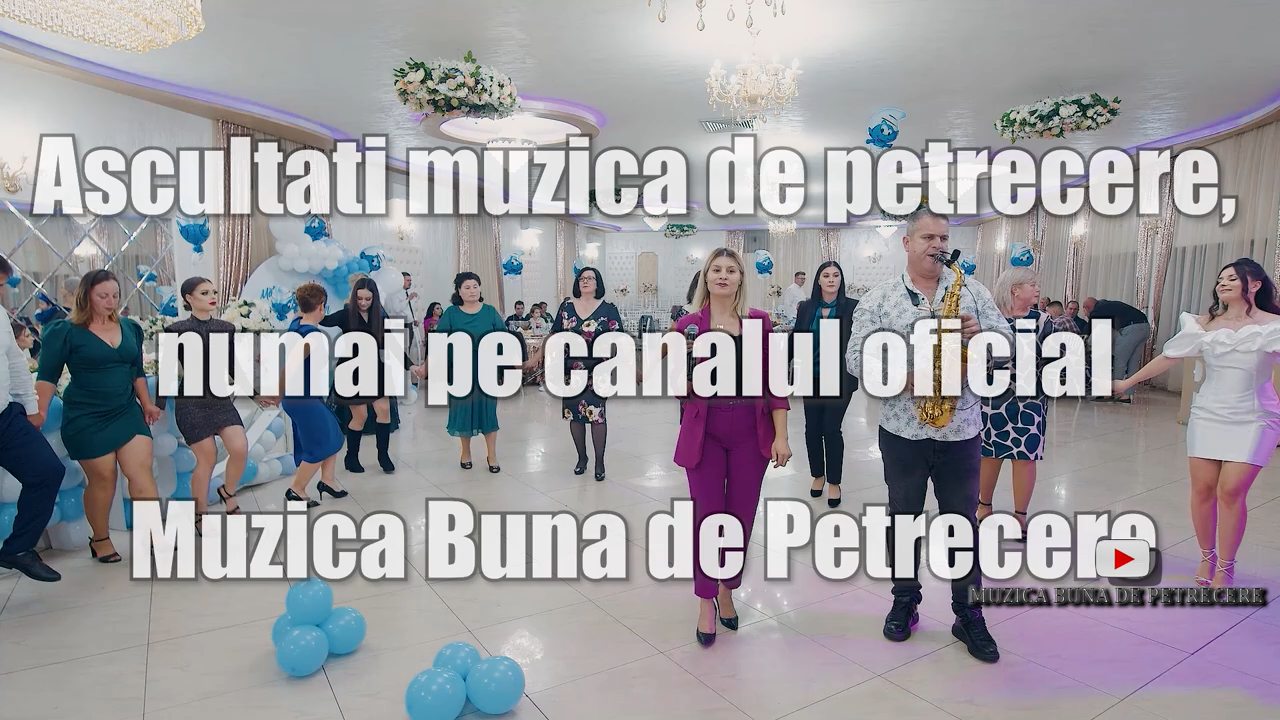 Ascultati muzica de petrecere,
numai pe canalul oficial
Muzica Buna de Petrecere
MUZICA BUNA DE PETRECERE